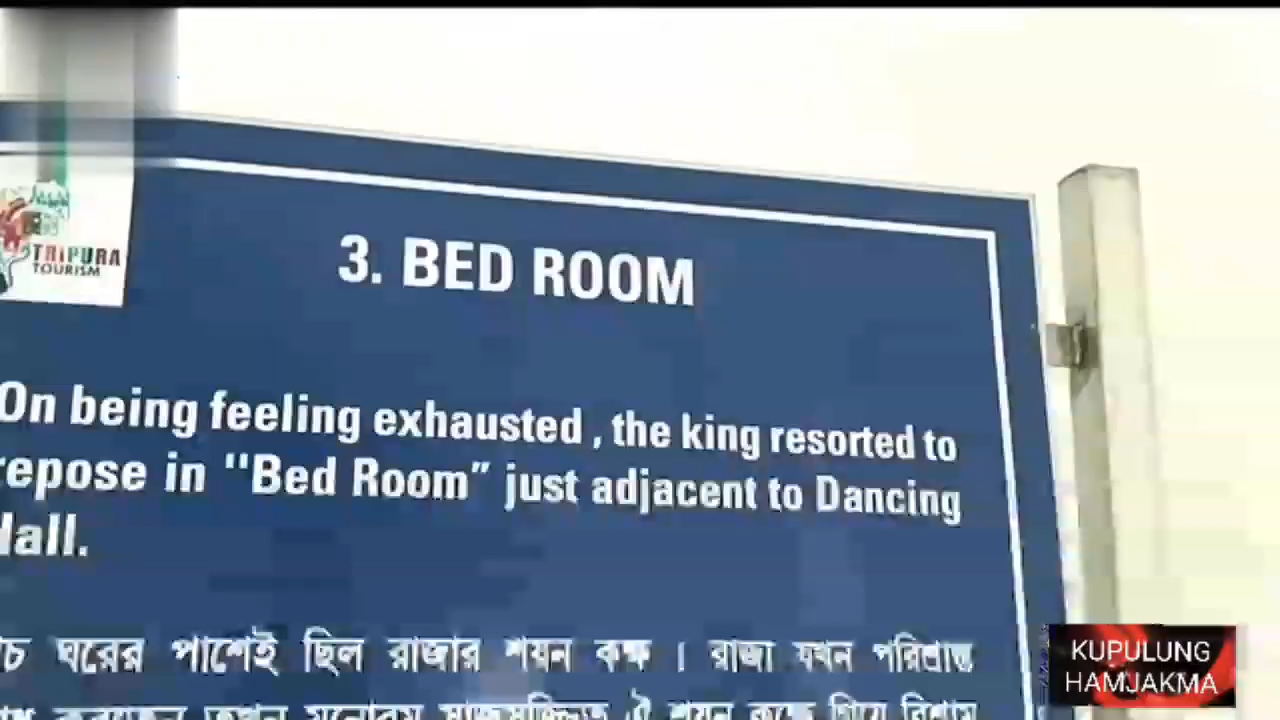 TRIPURA
TOURISM
3. BED ROOM
On being feeling exhausted , the king resorted to
repose in "Bed Room" just adjacent to Dancing
Hall.
ঘরের পাশেই ছিল রাজার শয়ন কক্ষ । রাজা যখন পরিশ্রান্ত
KUPULUNG
HAMJAKMA